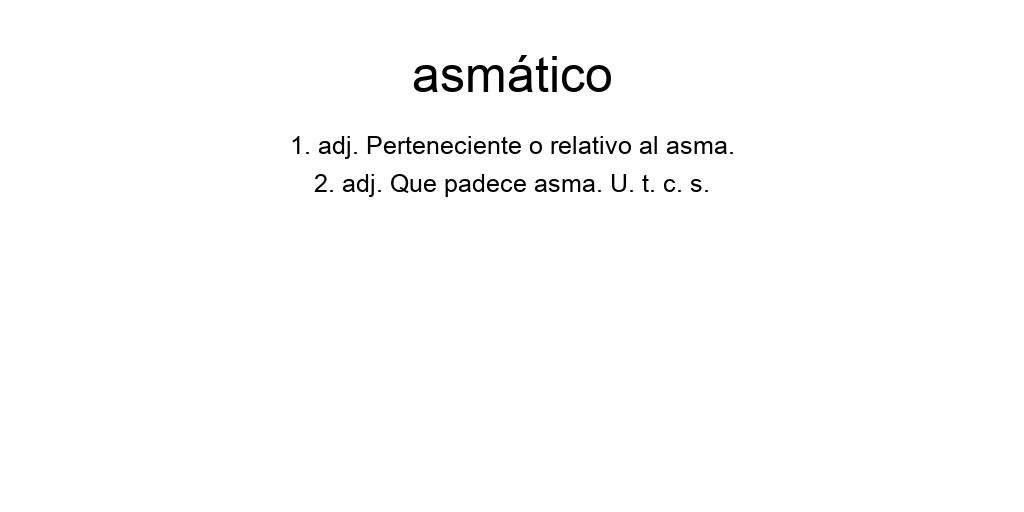 asmático
1. adj. Perteneciente o relativo al asma.
2. adj. Que padece asma. U. t. c. s.